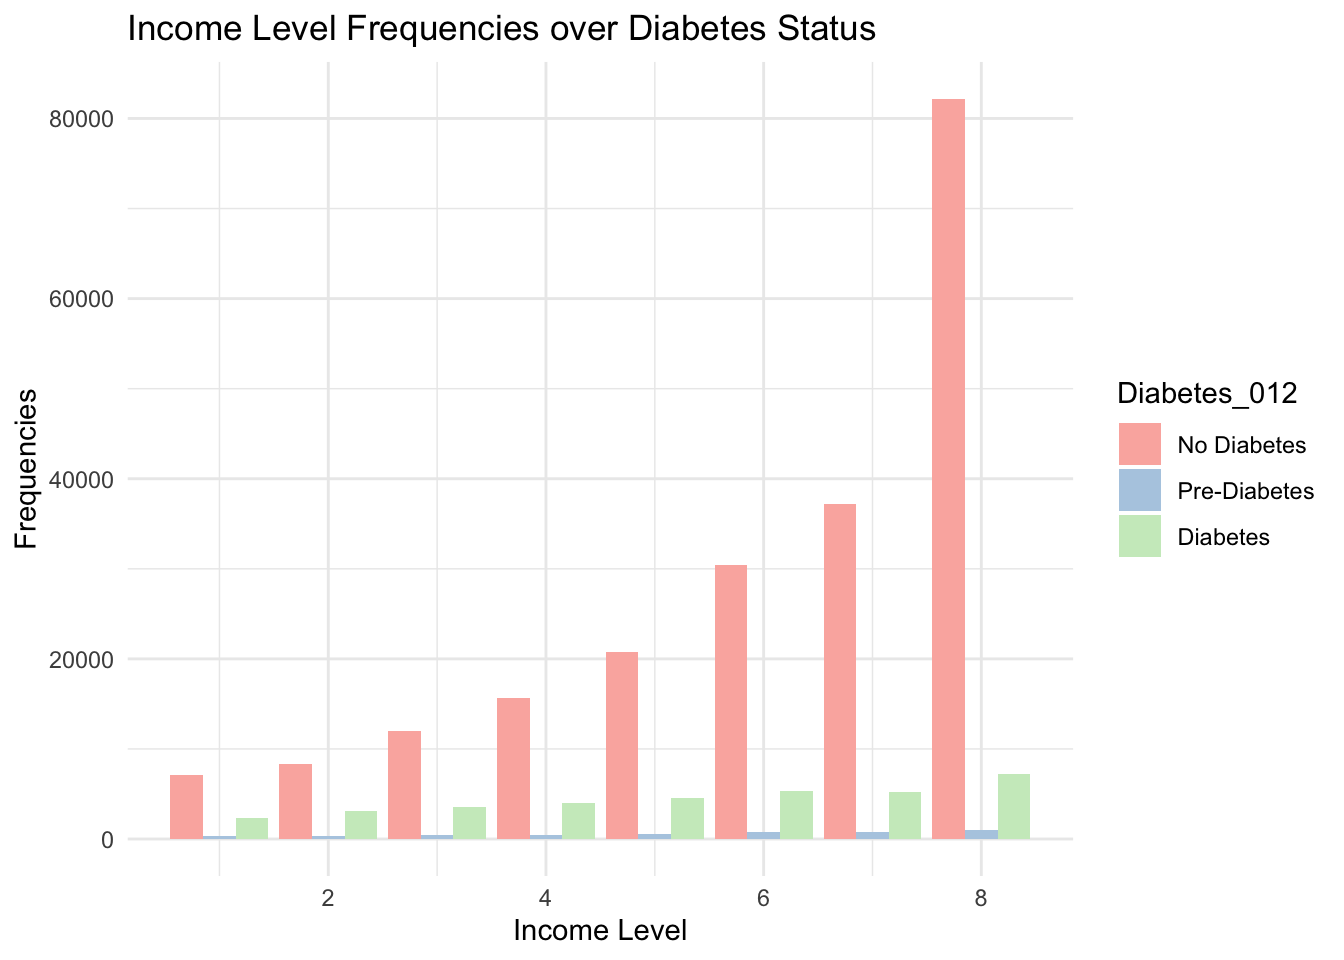 Income Level Frequencies over Diabetes Status
Frequencies
80000
60000
40000
20000
0
2 4 6 8
Income Level
Diabetes_012
No Diabetes
Pre-Diabetes
Diabetes